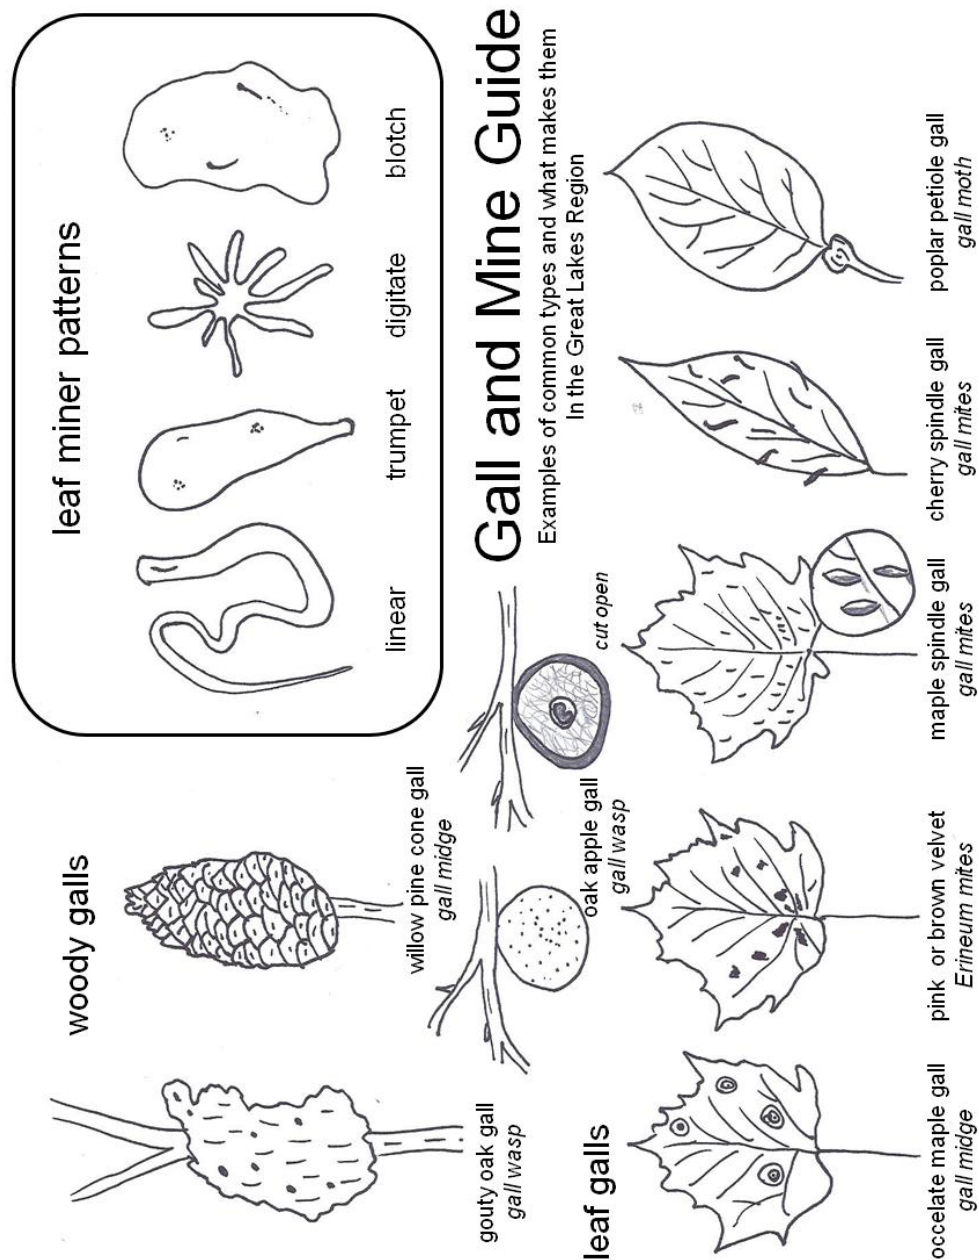 woody galls
gouty oak gall
gall wasp
willow pine cone gall
gall midge
oak apple gall
gall wasp
cut open
leaf miner patterns
linear
trumpet
digitate
blotch
Gall and Mine Guide
Examples of common types and what makes them
In the Great Lakes Region
leaf galls
occelate maple gall
gall midge
pink or brown velvet
Erineum mites
maple spindle gall
gall mites
cherry spindle gall
gall mites
poplar petiole gall
gall moth